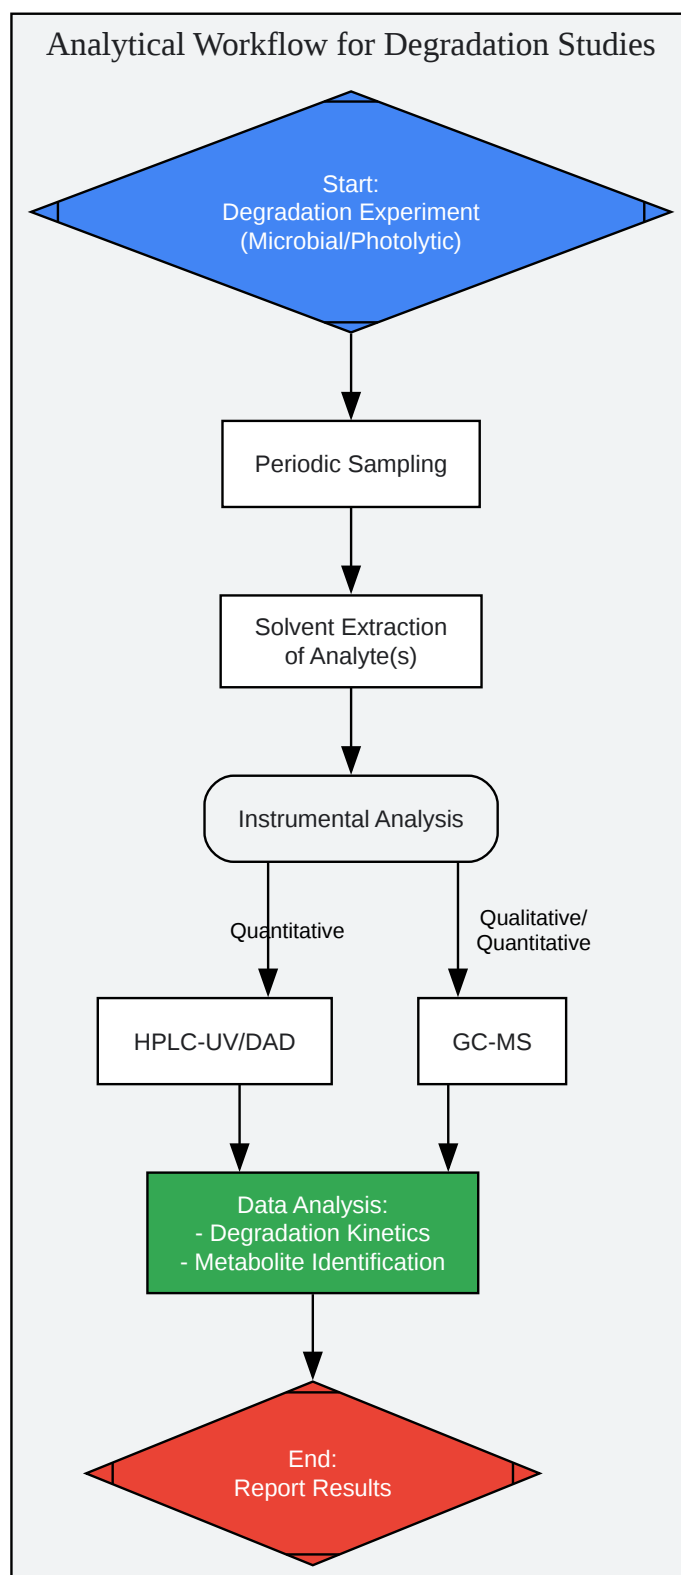 Analytical Workflow for Degradation Studies
Start:
Degradation Experiment
(Microbial/Photolytic)
Periodic Sampling
Solvent Extraction
of Analyte(s)
Instrumental Analysis
Quantitative
Qualitative/
Quantitative
HPLC-UV/DAD
GC-MS
Data Analysis:
- Degradation Kinetics
- Metabolite Identification
End:
Report Results